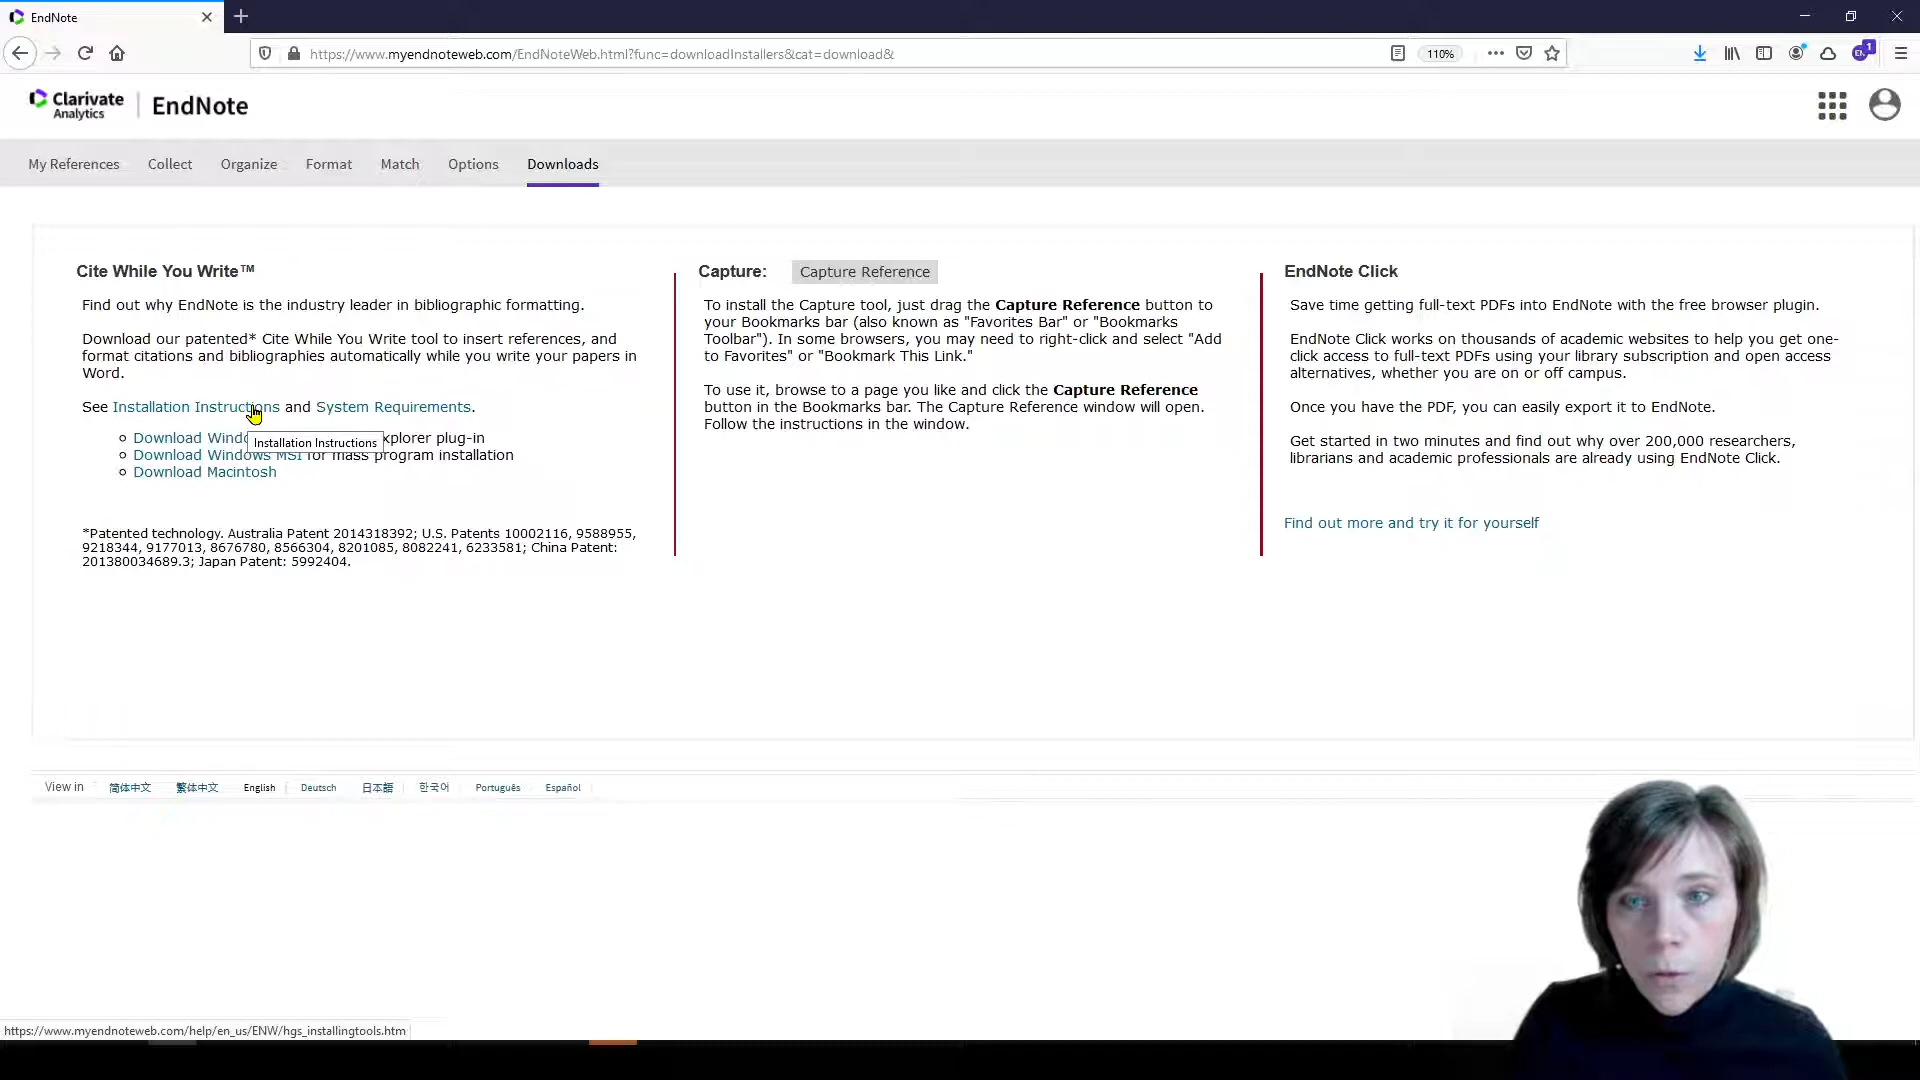 EndNote
https://www.myendnoteweb.com/EndNoteWeb.html?func=downloadInstallers&cat=download&
110%
1
Clarivate
Analytics
EndNote
My References
Collect
Organize
Format
Match
Options
Downloads
Cite While You Write™
Find out why EndNote is the industry leader in bibliographic formatting.
Download our patented* Cite While You Write tool to insert references, and
format citations and bibliographies automatically while you write your papers in
Word.
See Installation Instructions and System Requirements.
Download Windo
Installation Instructions
xplorer plug-in
Download Windows MSI for mass program installation
Download Macintosh
*Patented technology. Australia Patent 2014318392; U.S. Patents 10002116, 9588955,
9218344, 9177013, 8676780, 8566304, 8201085, 8082241, 6233581; China Patent:
201380034689.3; Japan Patent: 5992404.
Capture:
Capture Reference
To install the Capture tool, just drag the Capture Reference button to
your Bookmarks bar (also known as "Favorites Bar" or "Bookmarks
Toolbar"). In some browsers, you may need to right-click and select "Add
to Favorites" or "Bookmark This Link."
To use it, browse to a page you like and click the Capture Reference
button in the Bookmarks bar. The Capture Reference window will open.
Follow the instructions in the window.
EndNote Click
Save time getting full-text PDFs into EndNote with the free browser plugin.
EndNote Click works on thousands of academic websites to help you get one-
click access to full-text PDFs using your library subscription and open access
alternatives, whether you are on or off campus.
Once you have the PDF, you can easily export it to EndNote.
Get started in two minutes and find out why over 200,000 researchers,
librarians and academic professionals are already using EndNote Click.
Find out more and try it for yourself
View in
简体中文
繁体中文
English
Deutsch
日本語
한국어
Português
Español
https://www.myendnoteweb.com/help/en_us/ENW/hgs_installingtools.htm